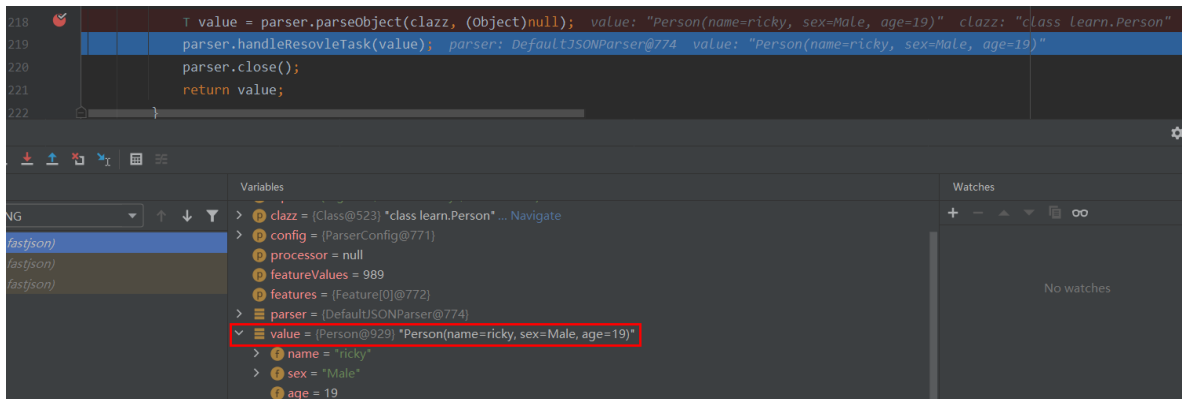 218 T value = parser.parseObject(clazz, (Object)null); value: "Person(name=ricky, sex=Male, age=19)" clazz: "class learn.Person"
219 parser.handleResovleTask(value); parser: DefaultJSONParser@774 value: "Person(name=ricky, sex=Male, age=19)"
220 parser.close();
221 return value;
222 }
Variables
Watches
NG
fastjson)
fastjson)
fastjson)
clazz = {Class@523} "class learn.Person" ... Navigate
config = {ParserConfig@771}
processor = null
featureValues = 989
features = {Feature[0]@772}
parser = {DefaultJSONParser@774}
value = {Person@929} "Person(name=ricky, sex=Male, age=19)"
name = "ricky"
sex = "Male"
age = 19
No watches